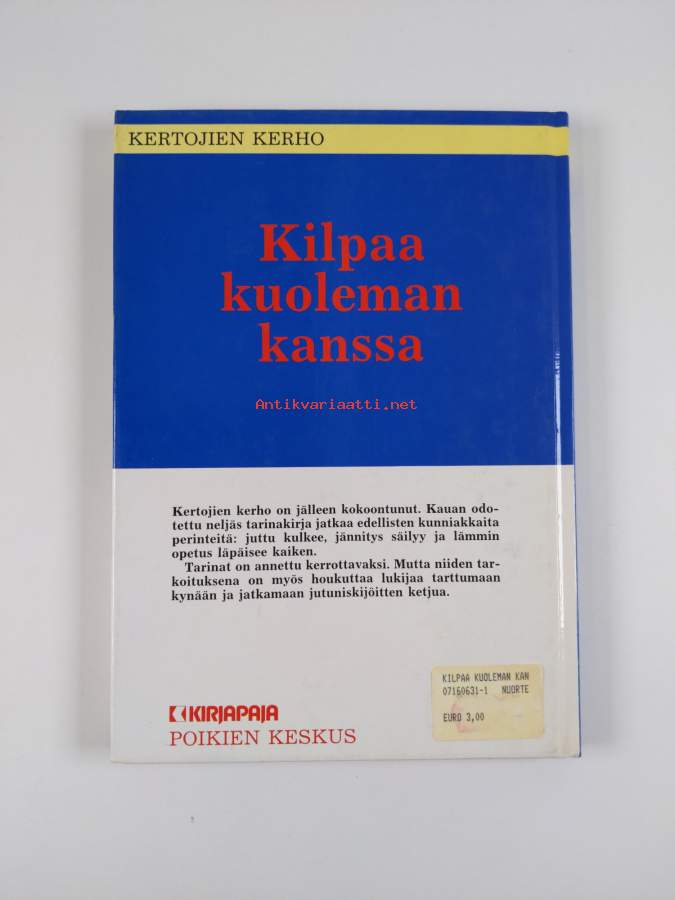 KERTOJIEN KERHO
Kilpaa
kuoleman
kanssa
Antikvariaatti.net
Kertojien kerho on jälleen kokoontunut. Kauan odo-
tettu neljäs tarinakirja jatkaa edellisten kunniakkaita
perinteitä: juttu kulkee, jännitys säilyy ja lämmin
opetus läpäisee kaiken.
Tarinat on annettu kerrottavaksi. Mutta niiden tar-
koituksena on myös houkuttaa lukijaa tarttumaan
kynään ja jatkamaan jutuniskijöitten ketjua.
KILPAA KUOLEMAN KAN
07160631-1 NUORTE
EURO 3,00
KIRJAPAJA
POIKIEN KESKUS